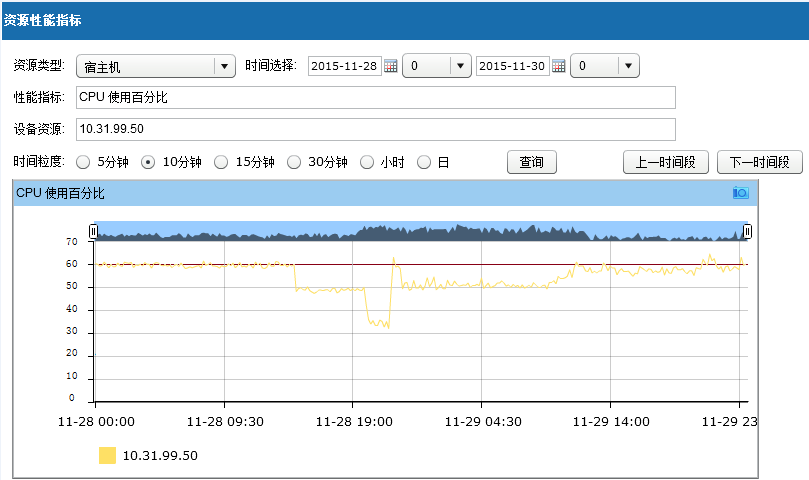 资源性能指标
资源类型: 宿主机 时间选择: 2015-11-28 0 2015-11-30 0
性能指标: CPU 使用百分比
设备资源: 10.31.99.50
时间粒度: 5分钟 10分钟 15分钟 30分钟 小时 日 查询 上一时间段 下一时间段
CPU 使用百分比
70
60
50
40
30
20
10
0
11-28 00:00 11-28 09:30 11-28 19:00 11-29 04:30 11-29 14:00 11-29 23
10.31.99.50